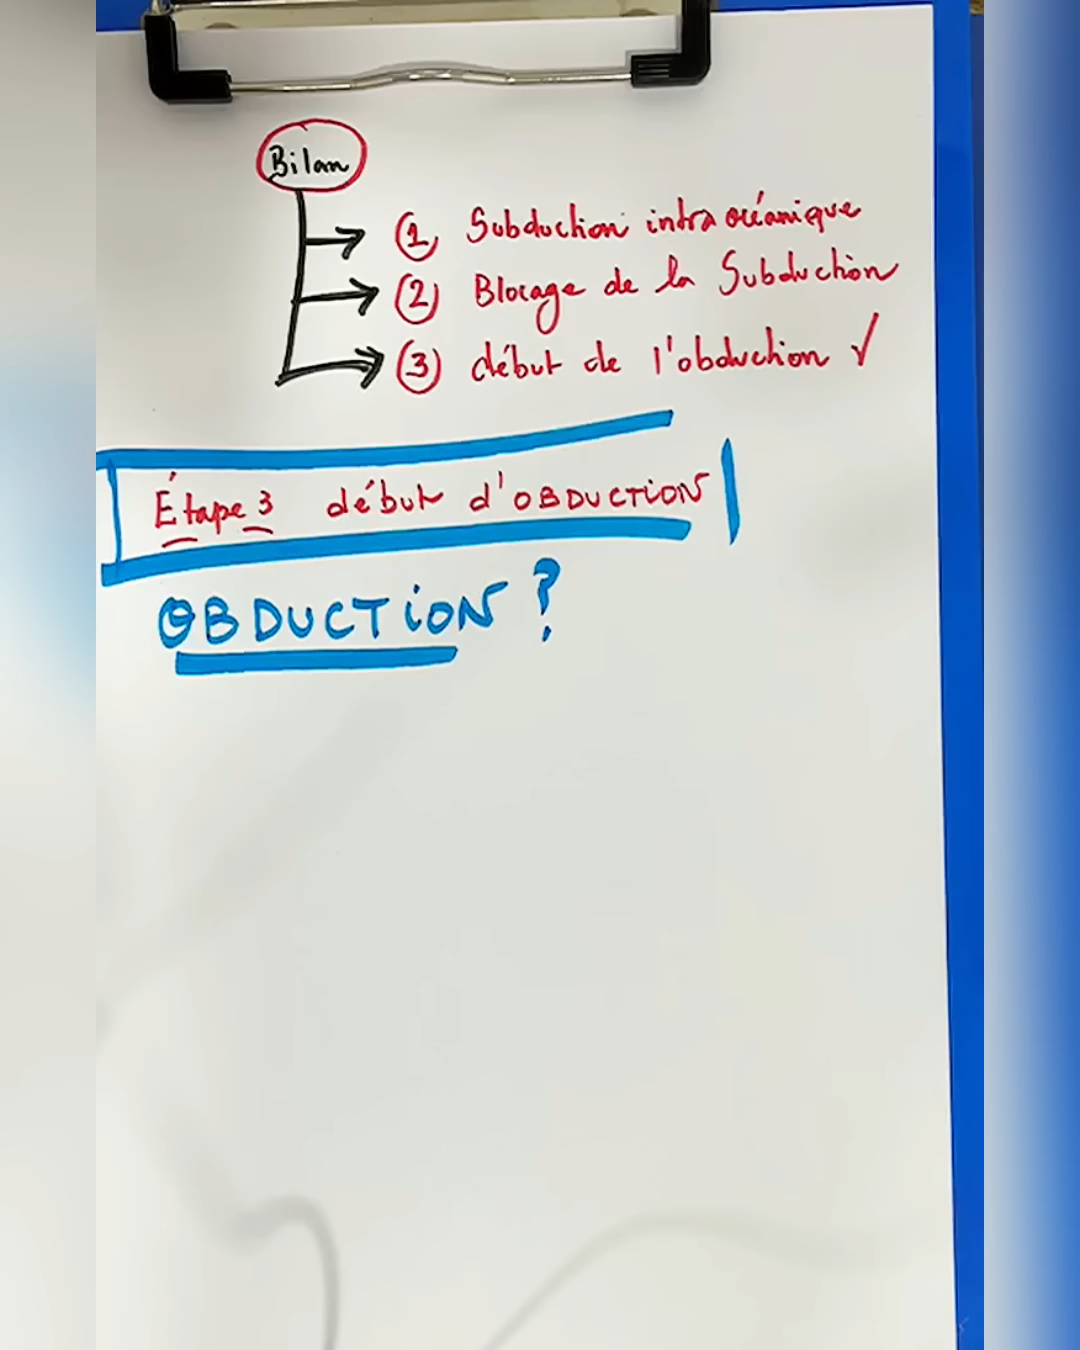 Bilan
① Subduction intra océanique
② Blocage de la Subduction
③ début de l'obduction ✓
Étape 3 début d'OBDUCTiON
OBDUCTiON ?